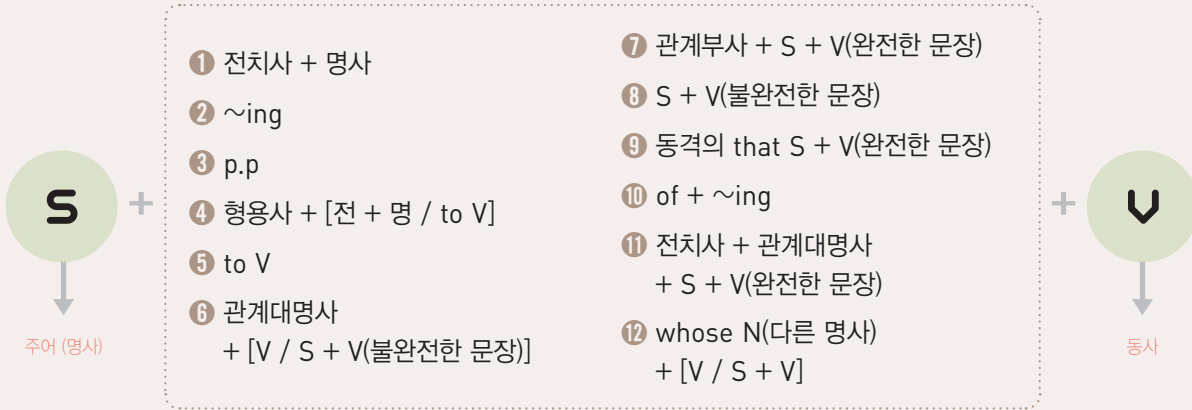 S
+
주어 (명사)
❶ 전치사 + 명사
❷ ~ing
❸ p.p
❹ 형용사 + [전 + 명 / to V]
❺ to V
❻ 관계대명사
+ [V / S + V(불완전한 문장)]
❼ 관계부사 + S + V(완전한 문장)
❽ S + V(불완전한 문장)
❾ 동격의 that S + V(완전한 문장)
❿ of + ~ing
⓫ 전치사 + 관계대명사
+ S + V(완전한 문장)
⓬ whose N(다른 명사)
+ [V / S + V]
+
V
동사